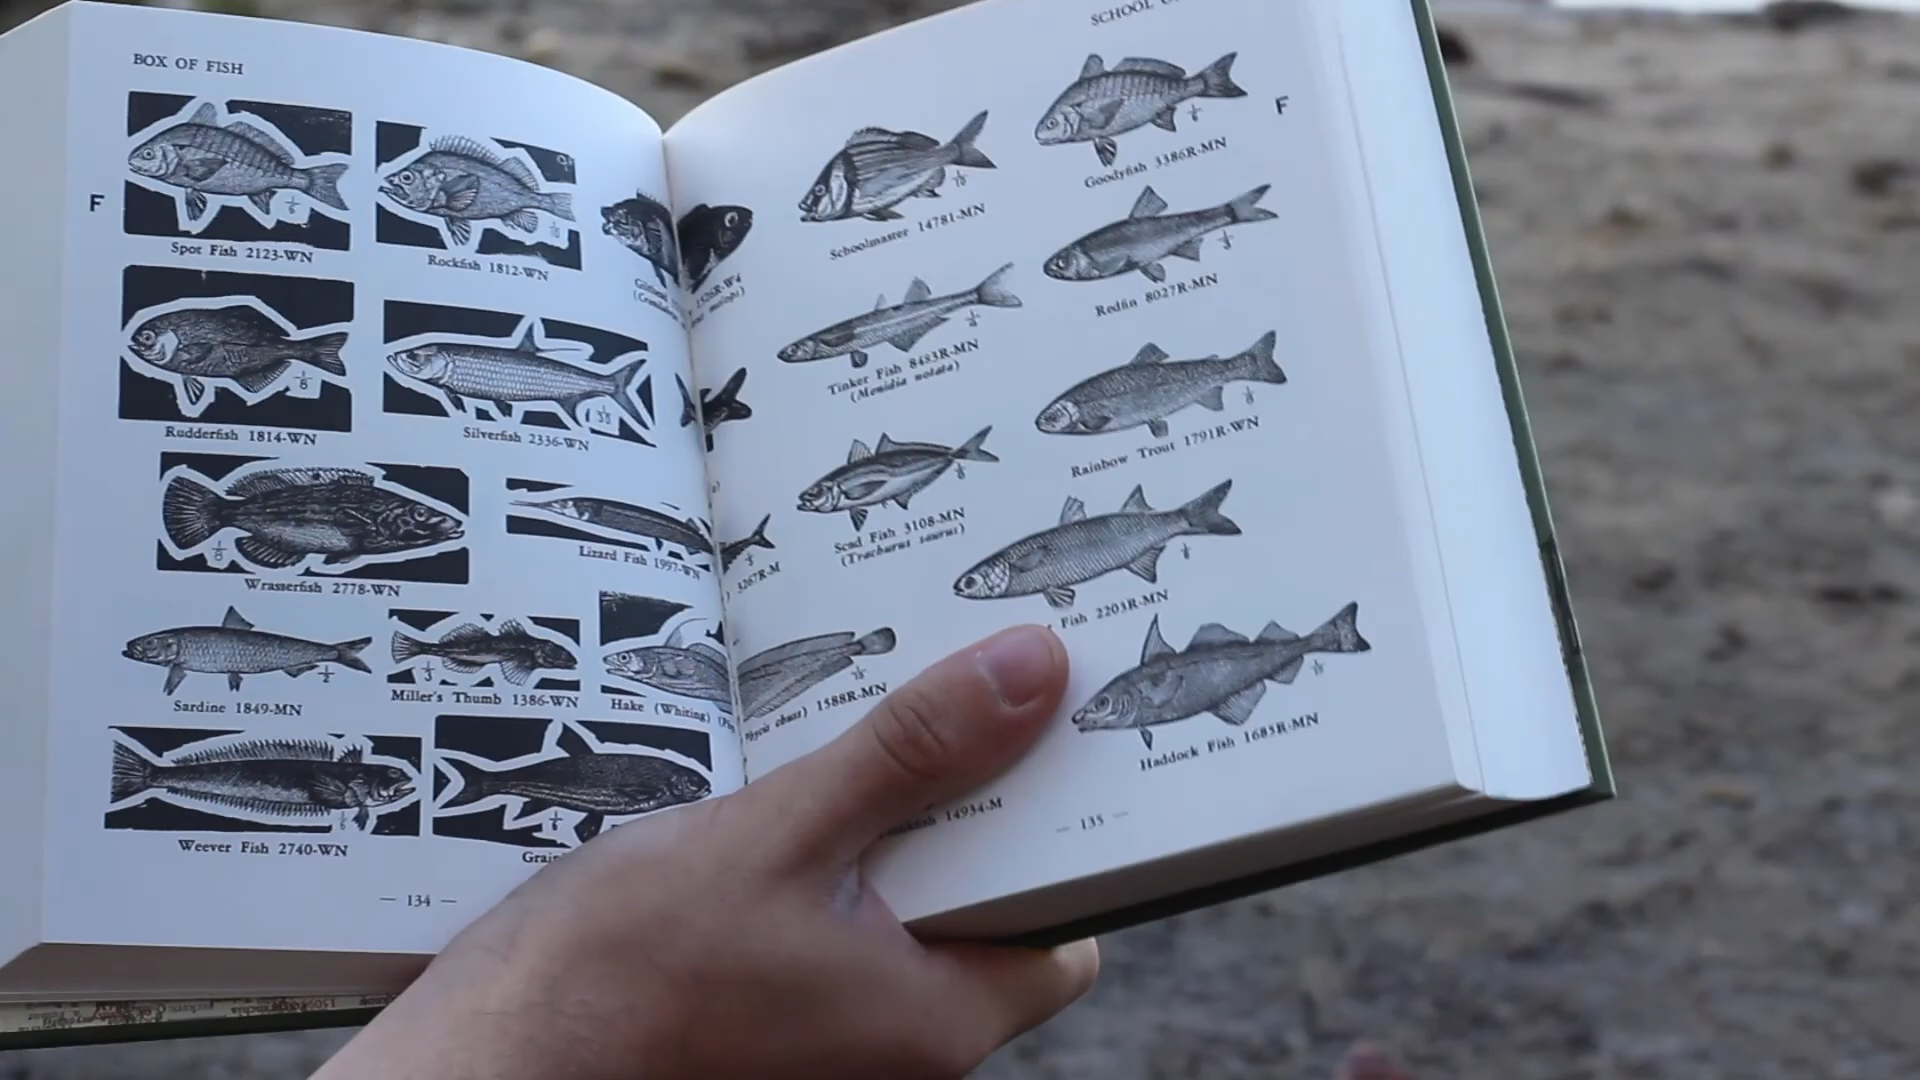 BOX OF FISH
F
Spot Fish 2123-WN
Rockfish 1812-WN
Rudderfish 1814-WN
Silverfish 2336-WN
Wrasserfish 2778-WN
Lizard Fish 1997-WN
Sardine 1849-MN
Miller's Thumb 1386-WN
Hake (Whiting)
Weever Fish 2740-WN
— 134 —
SCHOOL
F
Goodyfish 3386R-MN
Schoolmaster 14781-MN
Redfin 8027R-MN
Tinker Fish 8483R-MN
(Menidia notata)
Rainbow Trout 1791R-WN
Scad Fish 3108-MN
(Trachurus saurus)
Fish 2203R-MN
3267R-M
1588R-MN
Haddock Fish 1685R-MN
14934-M
— 135 —